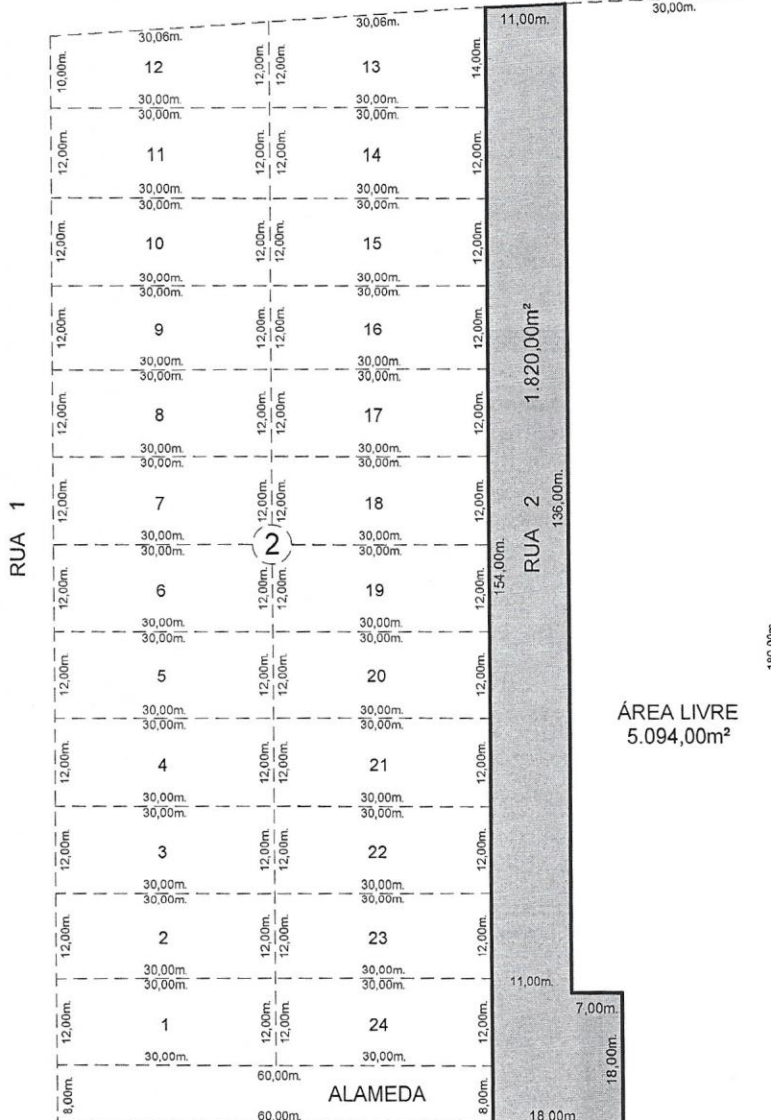 30,06m.
30,06m.
11,00m.
30,00m.
10,00m.
12
12,00m.
12,00m.
13
14,00m.
30,00m.
30,00m.
30,00m.
30,00m.
12,00m.
11
12,00m.
12,00m.
14
12,00m.
30,00m.
30,00m.
30,00m.
30,00m.
12,00m.
10
12,00m.
12,00m.
15
12,00m.
30,00m.
30,00m.
30,00m.
30,00m.
12,00m.
9
12,00m.
12,00m.
16
12,00m.
30,00m.
30,00m.
30,00m.
30,00m.
12,00m.
8
12,00m.
12,00m.
17
12,00m.
30,00m.
30,00m.
30,00m.
30,00m.
12,00m.
7
12,00m.
12,00m.
18
12,00m.
30,00m.
30,00m.
30,00m.
30,00m.
2
12,00m.
6
12,00m.
12,00m.
19
12,00m.
30,00m.
30,00m.
30,00m.
30,00m.
12,00m.
5
12,00m.
12,00m.
20
12,00m.
30,00m.
30,00m.
30,00m.
30,00m.
12,00m.
4
12,00m.
12,00m.
21
12,00m.
30,00m.
30,00m.
30,00m.
30,00m.
12,00m.
3
12,00m.
12,00m.
22
12,00m.
30,00m.
30,00m.
30,00m.
30,00m.
12,00m.
2
12,00m.
12,00m.
23
12,00m.
30,00m.
30,00m.
30,00m.
30,00m.
12,00m.
1
12,00m.
12,00m.
24
12,00m.
30,00m.
30,00m.
60,00m.
8,00m.
ALAMEDA
8,00m.
60,00m.
RUA 1
1.820,00m²
RUA 2
136,00m.
154,00m.
11,00m.
7,00m.
18,00m.
18,00m
ÁREA LIVRE
5.094,00m²